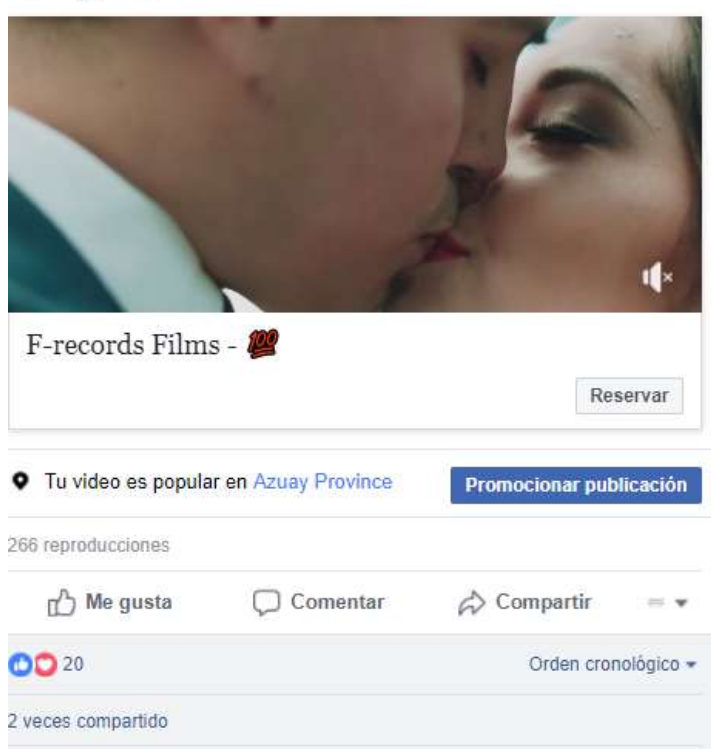 F-records Films - 💯
Reservar
Tu video es popular en Azuay Province
Promocionar publicación
266 reproducciones
Me gusta
Comentar
Compartir
20
Orden cronológico
2 veces compartido